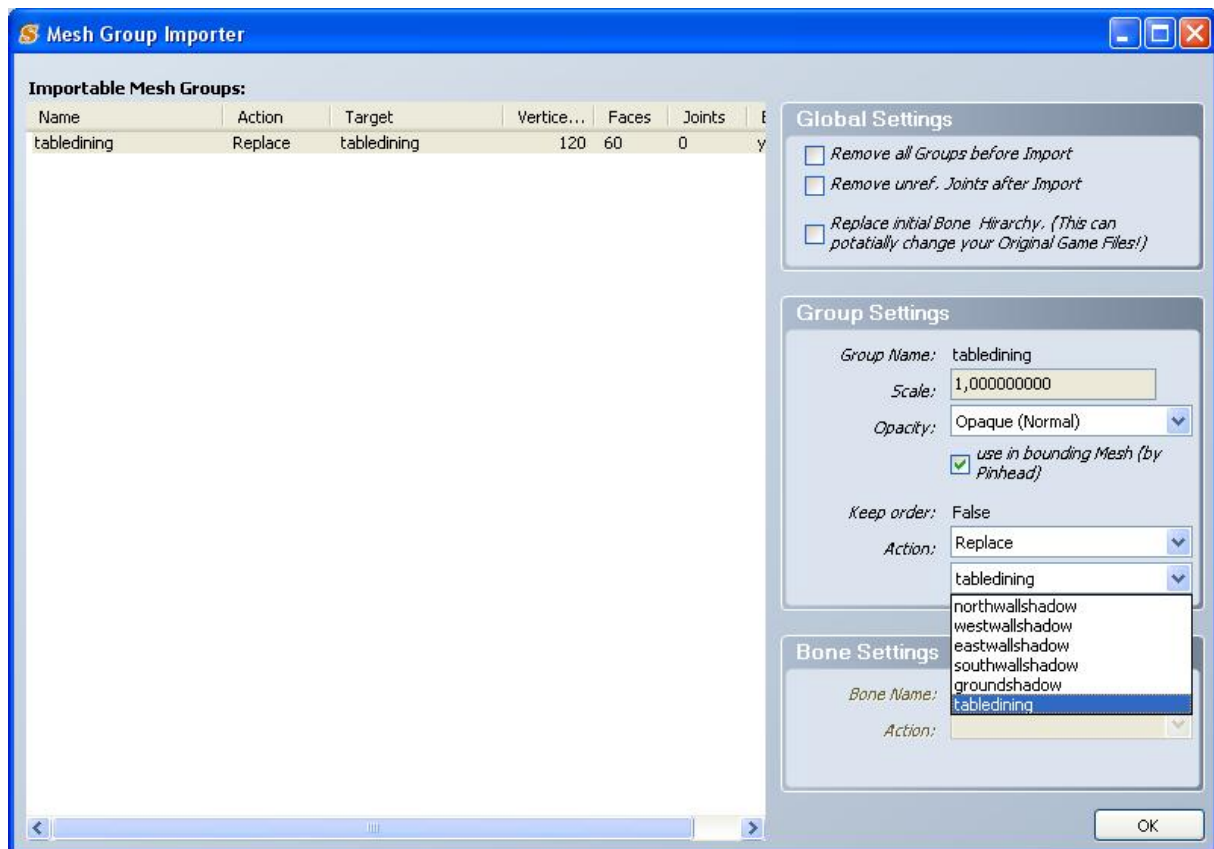 Mesh Group Importer
Importable Mesh Groups:
Name Action Target Vertice... Faces Joints
tabledining Replace tabledining 120 60 0 y
Global Settings
Remove all Groups before Import
Remove unref. Joints after Import
Replace initial Bone Hirarchy. (This can
potatially change your Original Game Files!)
Group Settings
Group Name: tabledining
Scale: 1,000000000
Opacity: Opaque (Normal)
use in bounding Mesh (by
Pinhead)
Keep order: False
Action: Replace
tabledining
northwallshadow
westwallshadow
eastwallshadow
southwallshadow
groundshadow
tabledining
Bone Settings
Bone Name:
Action:
OK